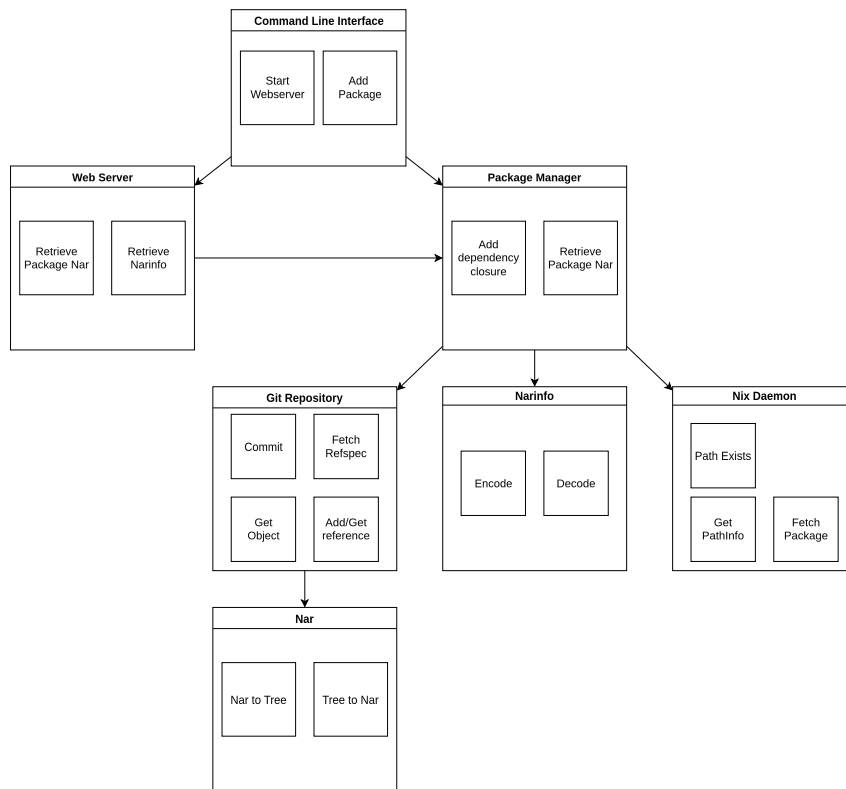 Command Line Interface
Start
Webserver
Add
Package
Web Server
Retrieve
Package Nar
Retrieve
Narinfo
Package Manager
Add
dependency
closure
Retrieve
Package Nar
Git Repository
Commit
Fetch
Refspec
Get
Object
Add/Get
reference
Narinfo
Encode
Decode
Nix Daemon
Path Exists
Get
PathInfo
Fetch
Package
Nar
Nar to Tree
Tree to Nar